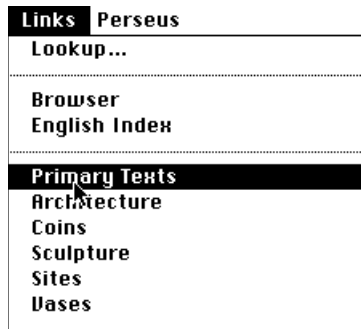 Links Perseus
Lookup...
Browser
English Index
Primary Texts
Architecture
Coins
Sculpture
Sites
Vases